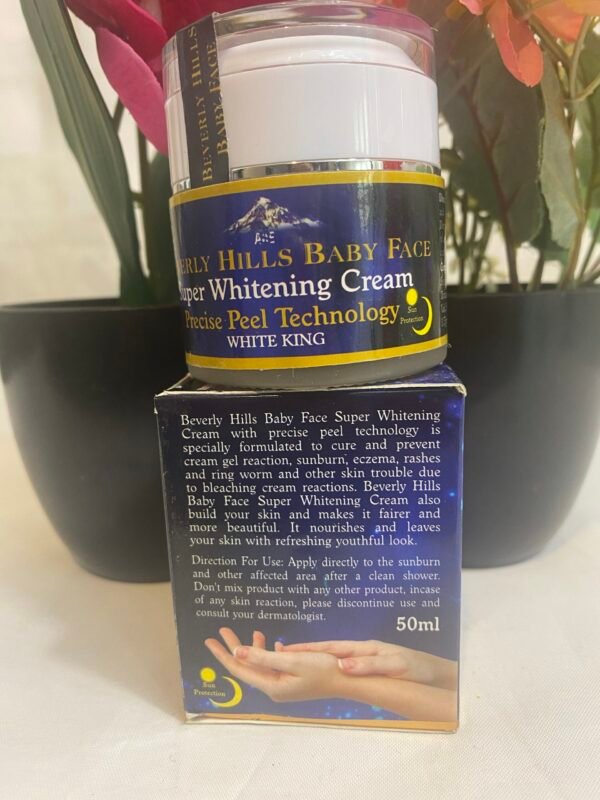 BEVERLY HILLS
BABY FACE
HILLS BABY FACE
Whitening Cream
Precise Peel Technology
WHITE KING
Sun
Protection
Beverly Hills Baby Face Super Whitening
Cream with precise peel technology is
specially formulated to cure and prevent
cream gel reaction, sunburn, eczema, rashes
and ring worm and other skin trouble due
to bleaching cream reactions. Beverly Hills
Baby Face Super Whitening Cream also
build your skin and makes it fairer and
more beautiful. It nourishes and leaves
your skin with refreshing youthful look.
Direction For Use: Apply directly to the sunburn
and other affected area after a clean shower.
Don't mix product with any other product, incase
of any skin reaction, please discontinue use and
consult your dermatologist.
50ml
Sun
Protection